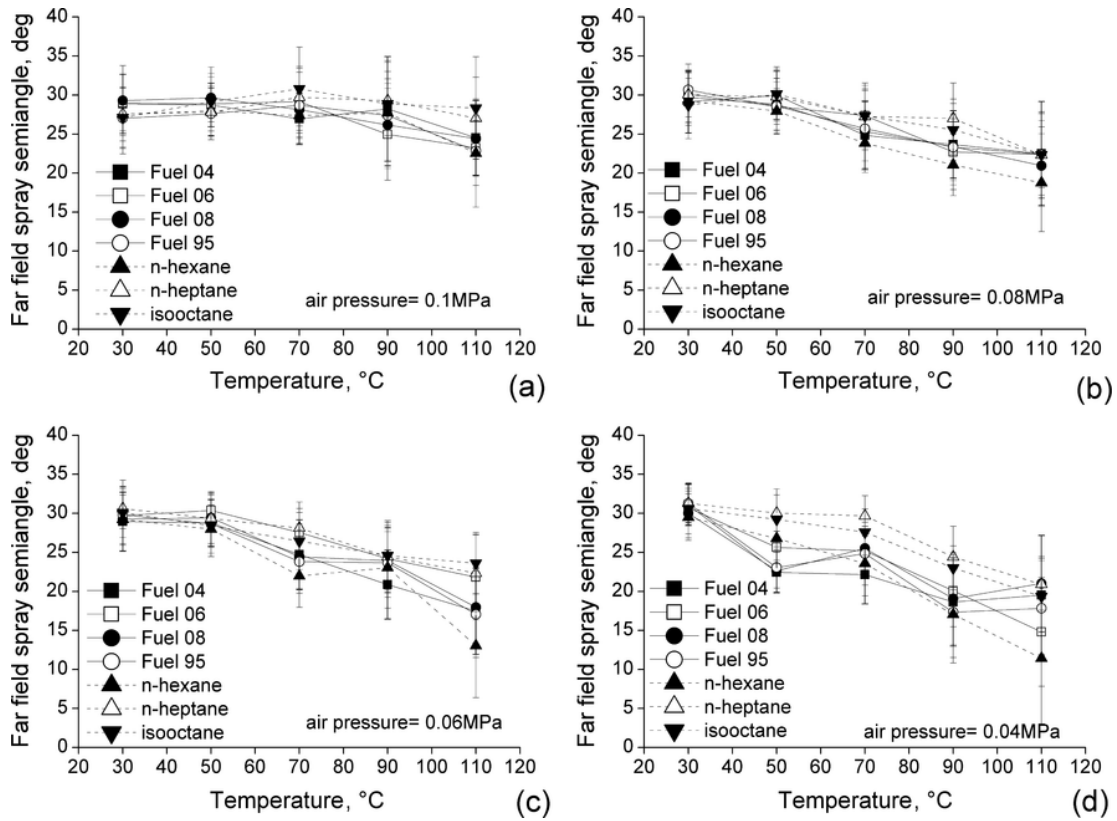 Far field spray semiangle, deg
40
35
30
25
20
15
10
5
0
Fuel 04
Fuel 06
Fuel 08
Fuel 95
n-hexane
n-heptane
isooctane
air pressure= 0.1MPa
20 30 40 50 60 70 80 90 100 110 120
Temperature, °C
(a)
Far field spray semiangle, deg
40
35
30
25
20
15
10
5
0
Fuel 04
Fuel 06
Fuel 08
Fuel 95
n-hexane
n-heptane
isooctane
air pressure= 0.08MPa
20 30 40 50 60 70 80 90 100 110 120
Temperature, °C
(b)
Far field spray semiangle, deg
40
35
30
25
20
15
10
5
0
Fuel 04
Fuel 06
Fuel 08
Fuel 95
n-hexane
n-heptane
isooctane
air pressure= 0.06MPa
20 30 40 50 60 70 80 90 100 110 120
Temperature, °C
(c)
Far field spray semiangle, deg
40
35
30
25
20
15
10
5
0
Fuel 04
Fuel 06
Fuel 08
Fuel 95
n-hexane
n-heptane
isooctane
air pressure= 0.04MPa
20 30 40 50 60 70 80 90 100 110 120
Temperature, °C
(d)